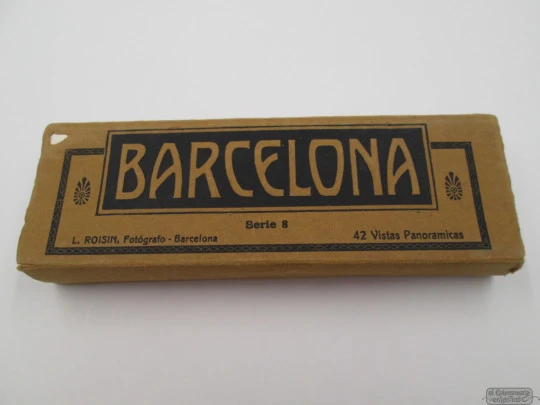 BARCELONA
Serie 8
L. ROISIN, Fotógrafo - Barcelona
42 Vistas Panoramicas